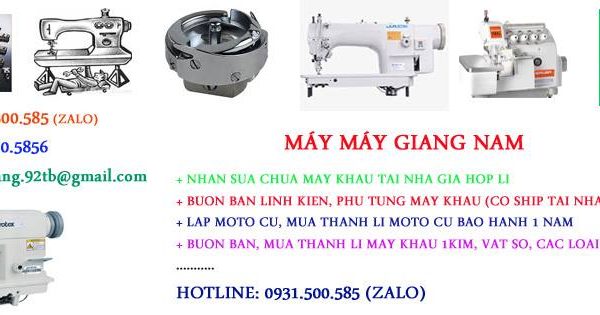 JACK
00.585 (ZALO)
0.5856
ang.92tb@gmail.com
MÁY MÁY GIANG NAM
+ NHAN SUA CHUA MAY KHAU TAI NHA GIA HOP LI
+ BUON BAN LINH KIEN, PHU TUNG MAY KHAU (CO SHIP TAI NHA
+ LAP MOTO CU, MUA THANH LI MOTO CU BAO HANH 1 NAM
+ BUON BAN, MUA THANH LI MAY KHAU 1KIM, VAT SO, CAC LOAI
...........
HOTLINE: 0931.500.585 (ZALO)